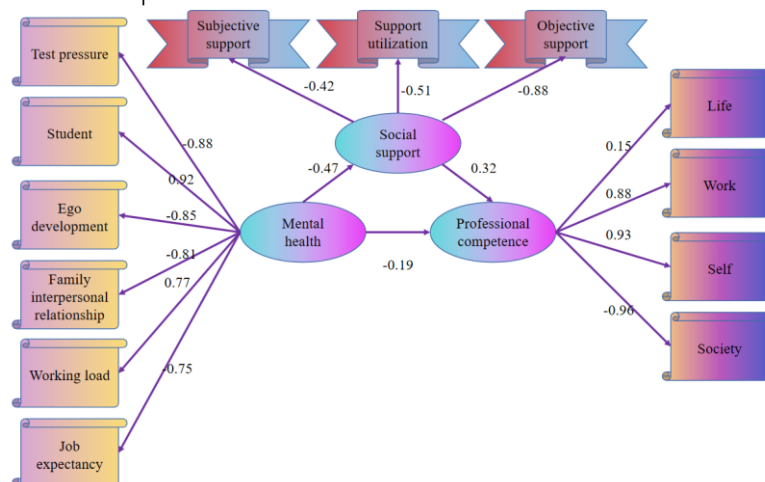 Test pressure
Subjective
support
Support
utilization
Objective
support
-0.42
-0.51
-0.88
Student
-0.88
0.92
Social
support
Life
0.15
-0.47
0.32
Work
0.88
Ego
development
-0.85
Mental
health
Professional
competence
-0.19
0.93
Self
-0.81
Family
interpersonal
relationship
0.77
-0.96
Society
Working load
-0.75
Job
expectancy